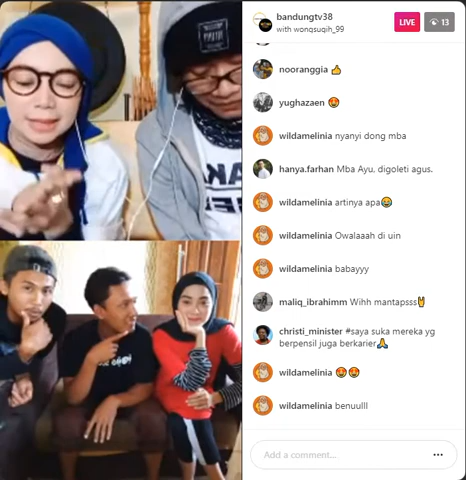 bandungtv38
with wonqsuqih_99
LIVE
13
nooranggia 👍
yughazaen 😍
wildamelinia nyanyi dong mba
hanya.farhan Mba Ayu. digoleti agus.
wildamelinia artinya apa😂
wildamelinia Owalaaah di uin
wildamelinia babayyy
maliq_ibrahimm Wihh mantapsss🤘
christi_minister #saya suka mereka yg
berpensil juga berkarier🙏
wildamelinia 😍😍
wildamelinia benuulll
Add a comment...